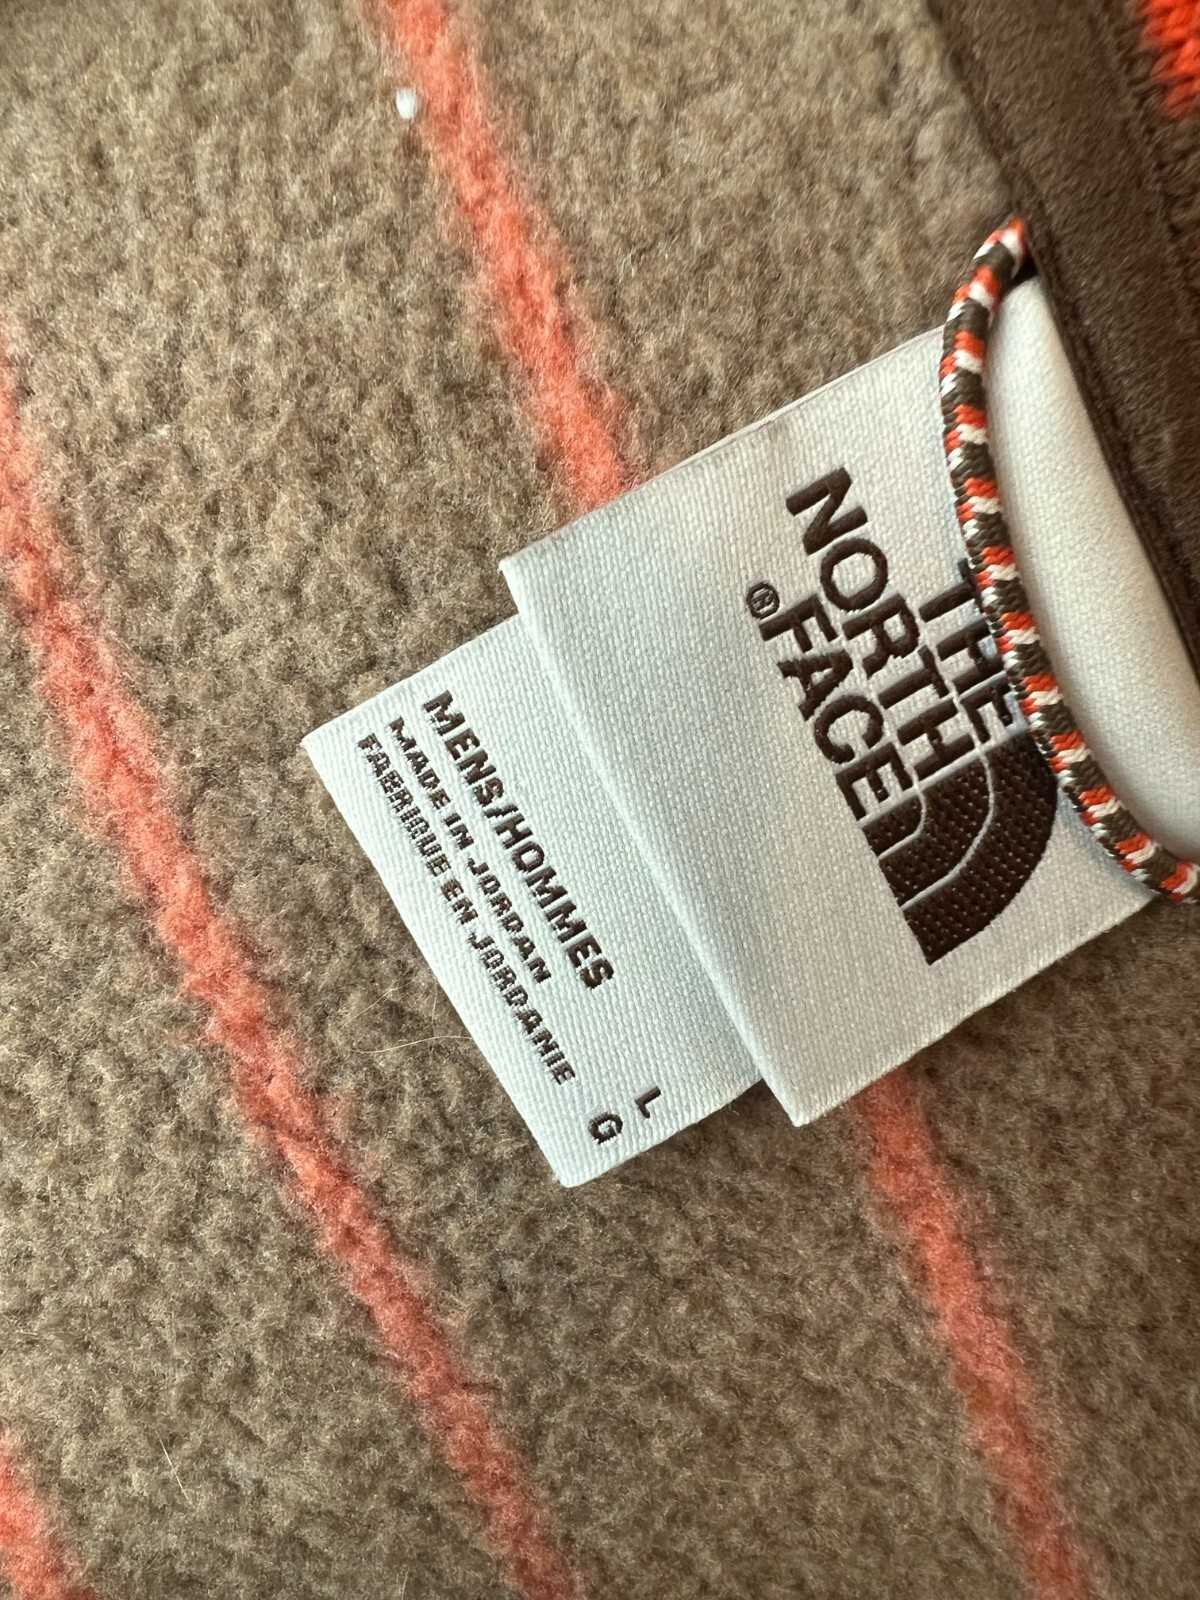 THE
NORTH
FACE®
MENS/HOMMES
MADE IN JORDAN
FABRIQUE EN JORDANIE
L
G